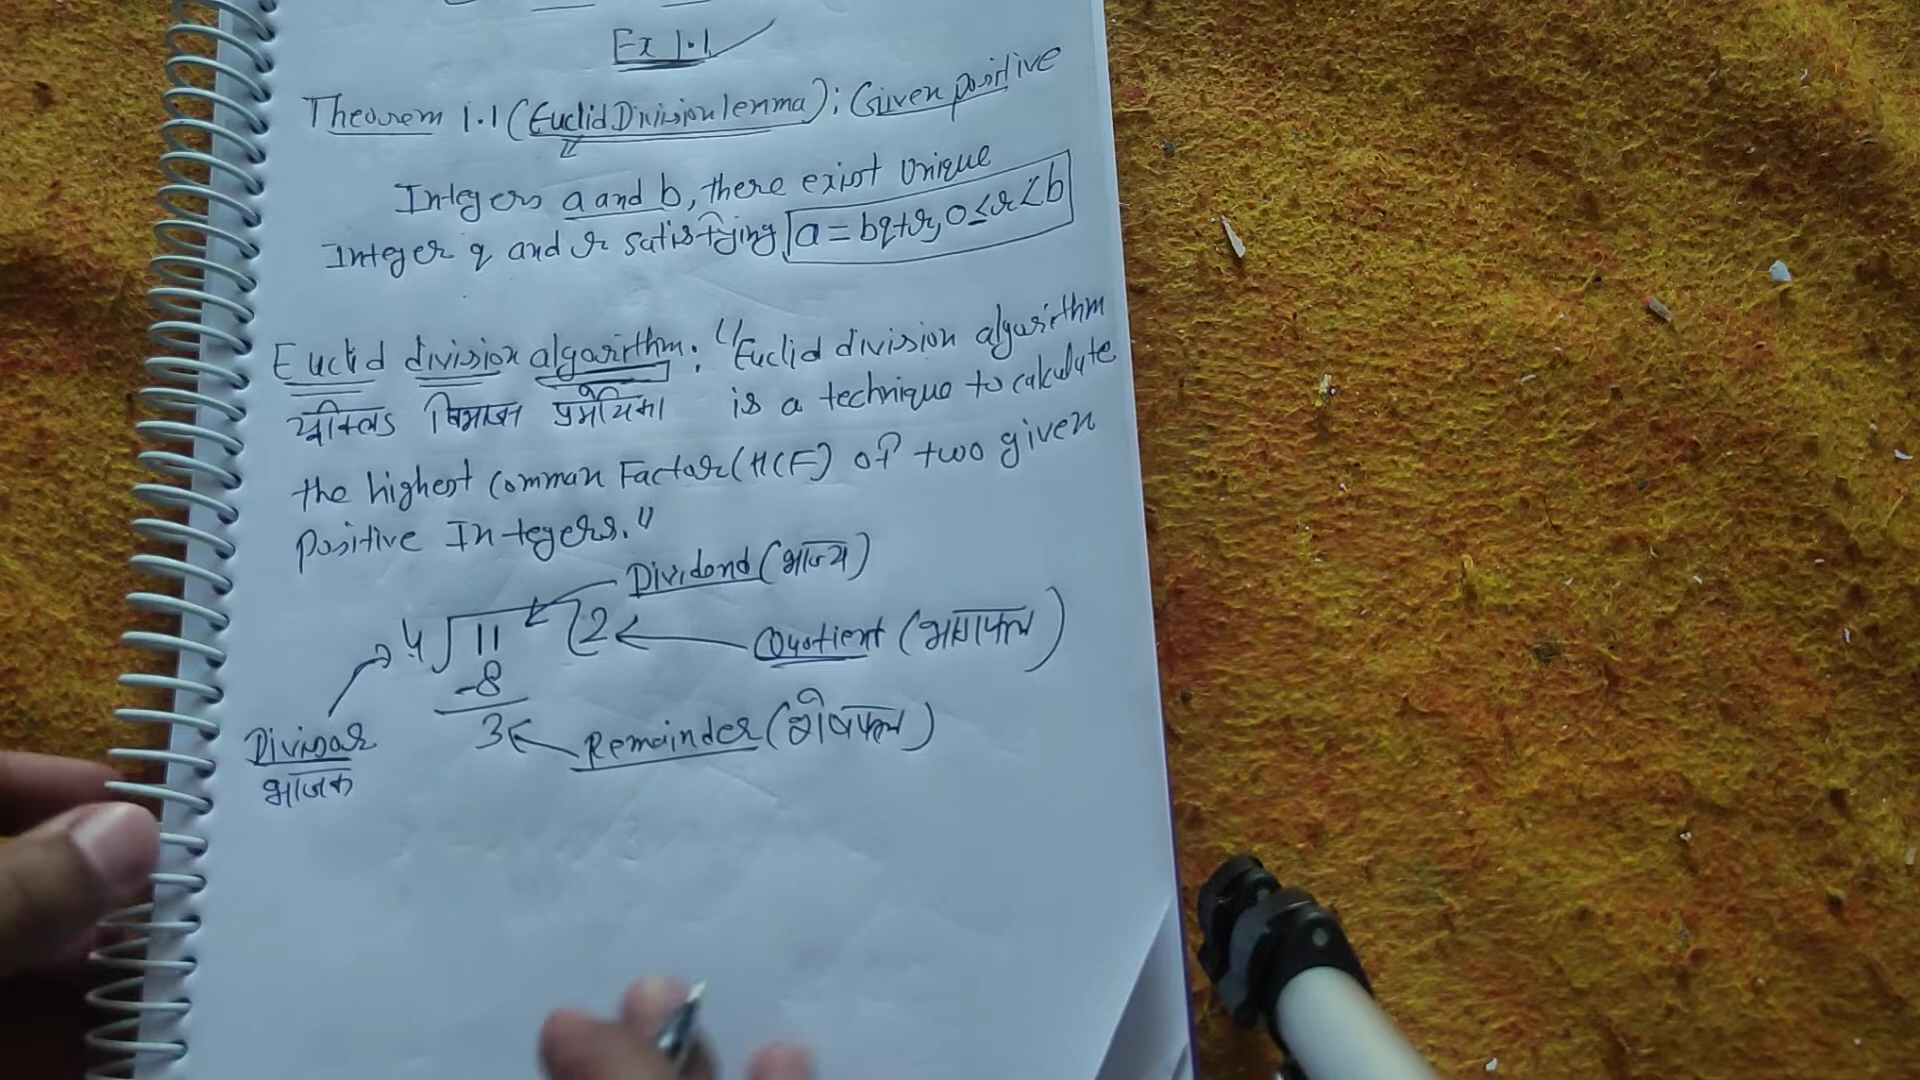 Ex 1.1
Theorem 1.1 (Euclid Division lemma); Given positive
Integers a and b, there exist Unique
Integer q and r satisfying a = bq+r, 0≤r<b
Euclid division algorithm: "Euclid division algorithm
यूक्लिड विभाजन प्रमेयिका is a technique to calculate
the highest Comman Factor (HCF) of two given
Positive Integers."
Dividend (भाज्य)
4 11 2 Quotient (भागफल)
-8
3 Remainder (शेषफल)
Divisor
भाजक